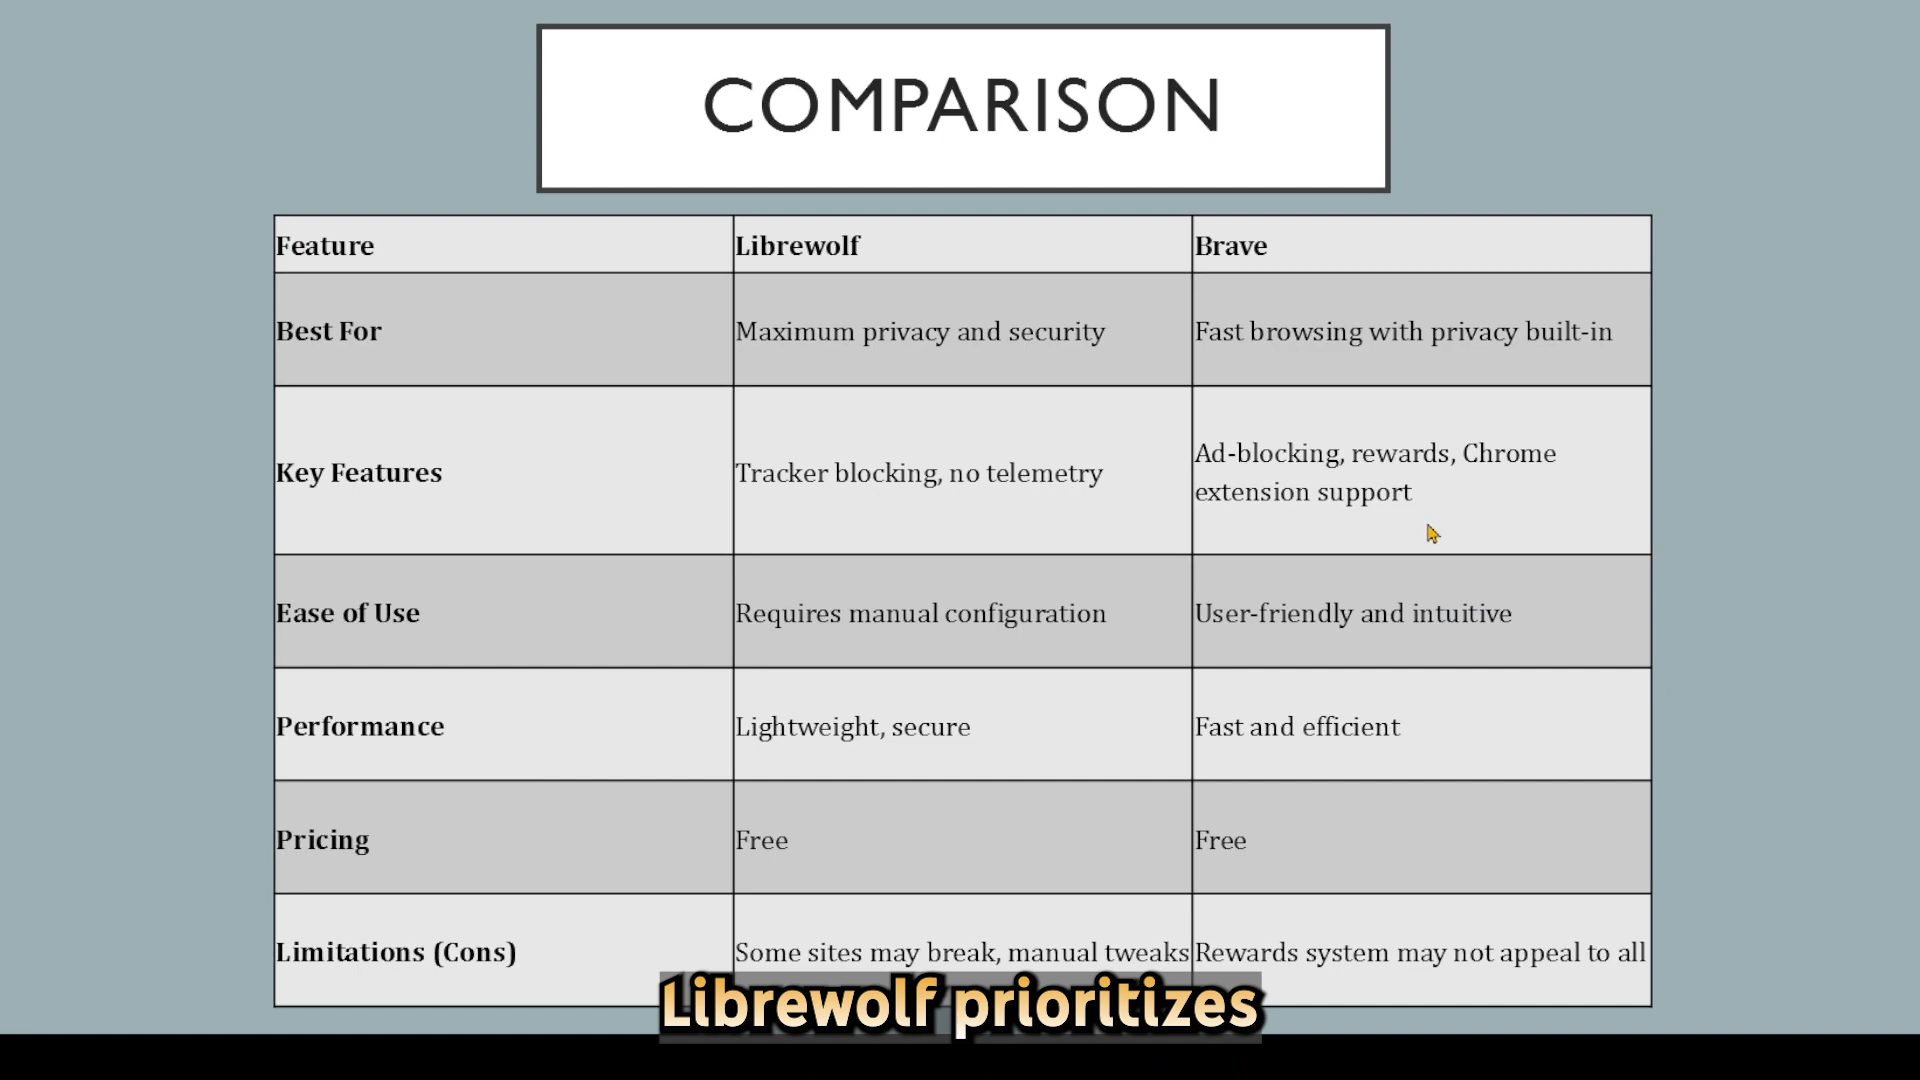 COMPARISON
Feature
Librewolf
Brave
Best For
Maximum privacy and security
Fast browsing with privacy built-in
Key Features
Tracker blocking, no telemetry
Ad-blocking, rewards, Chrome
extension support
Ease of Use
Requires manual configuration
User-friendly and intuitive
Performance
Lightweight, secure
Fast and efficient
Pricing
Free
Free
Limitations (Cons)
Some sites may break, manual tweaks
Rewards system may not appeal to all
Librewolf prioritizes